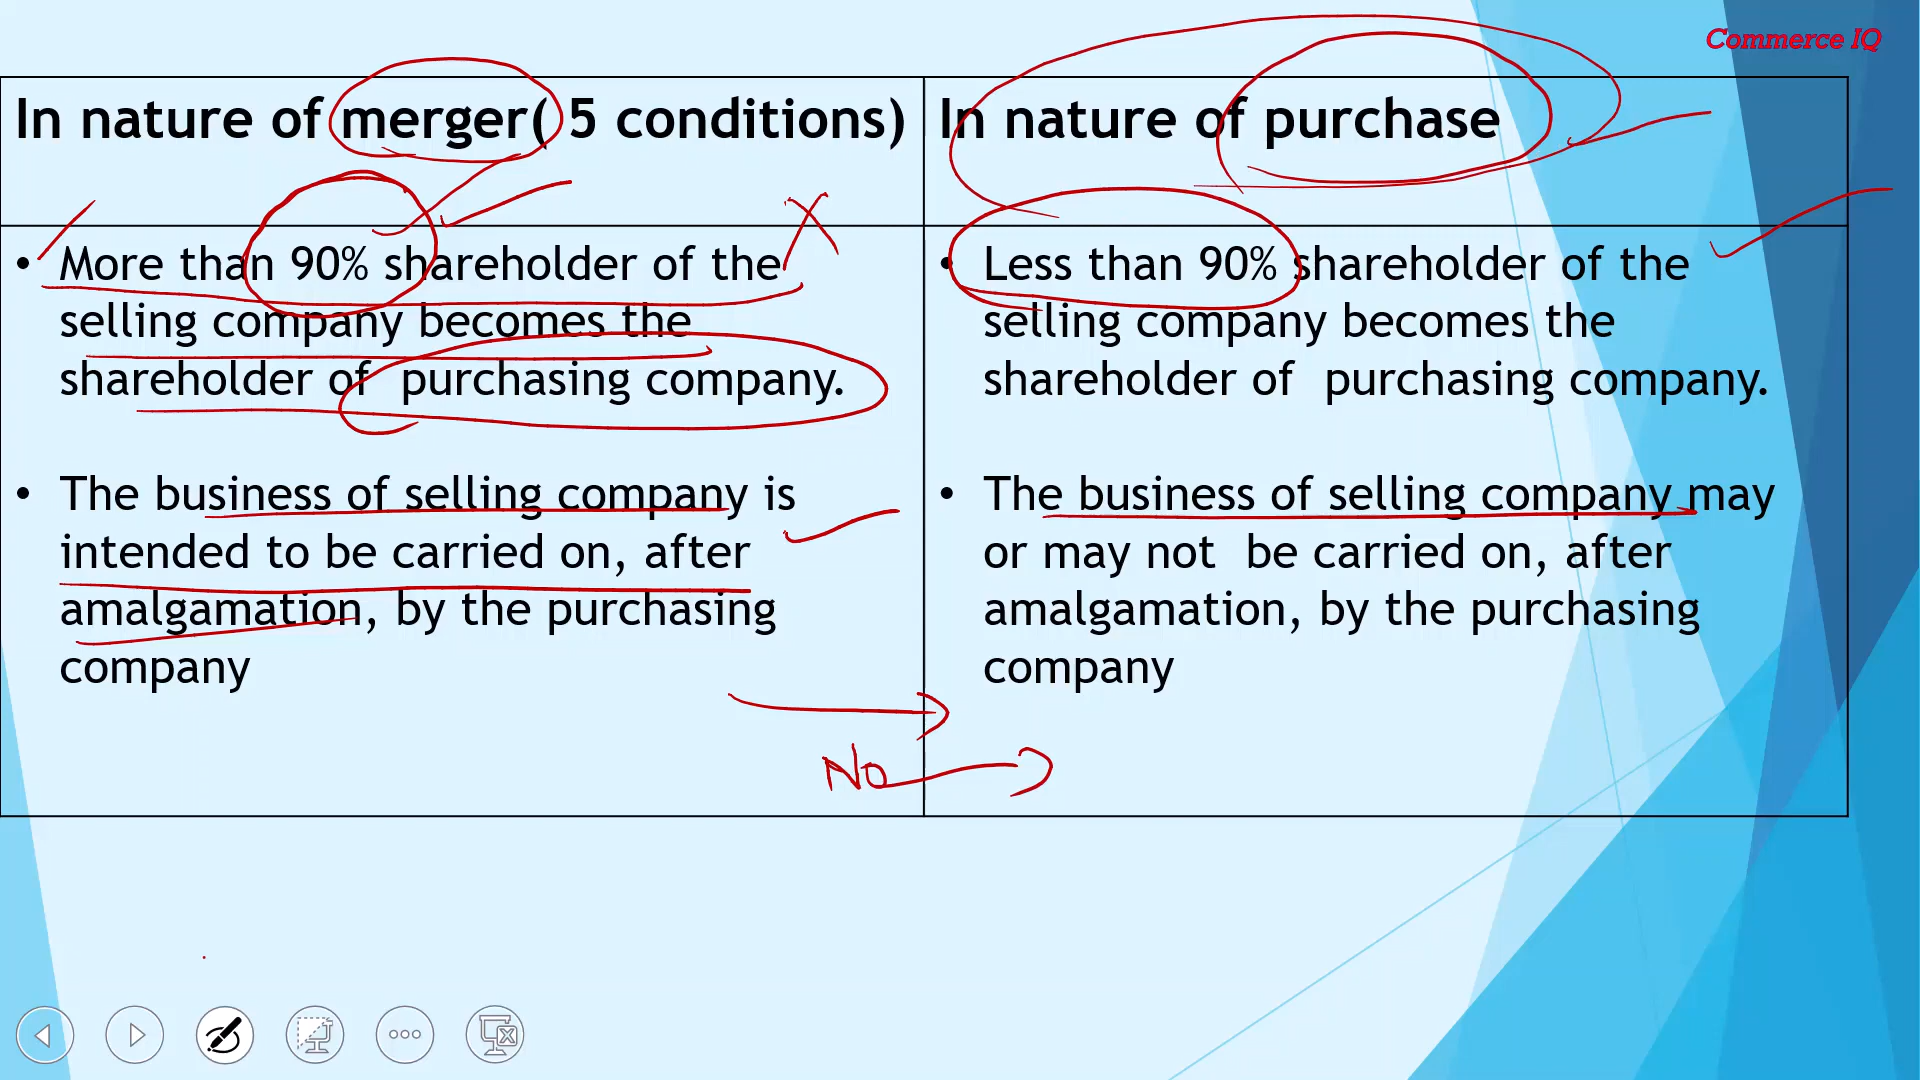 Commerce IQ
In nature of merger( 5 conditions)
In nature of purchase
• More than 90% shareholder of the
selling company becomes the
shareholder of purchasing company.
• The business of selling company is
intended to be carried on, after
amalgamation, by the purchasing
company
• Less than 90% shareholder of the
selling company becomes the
shareholder of purchasing company.
• The business of selling company may
or may not be carried on, after
amalgamation, by the purchasing
company
No